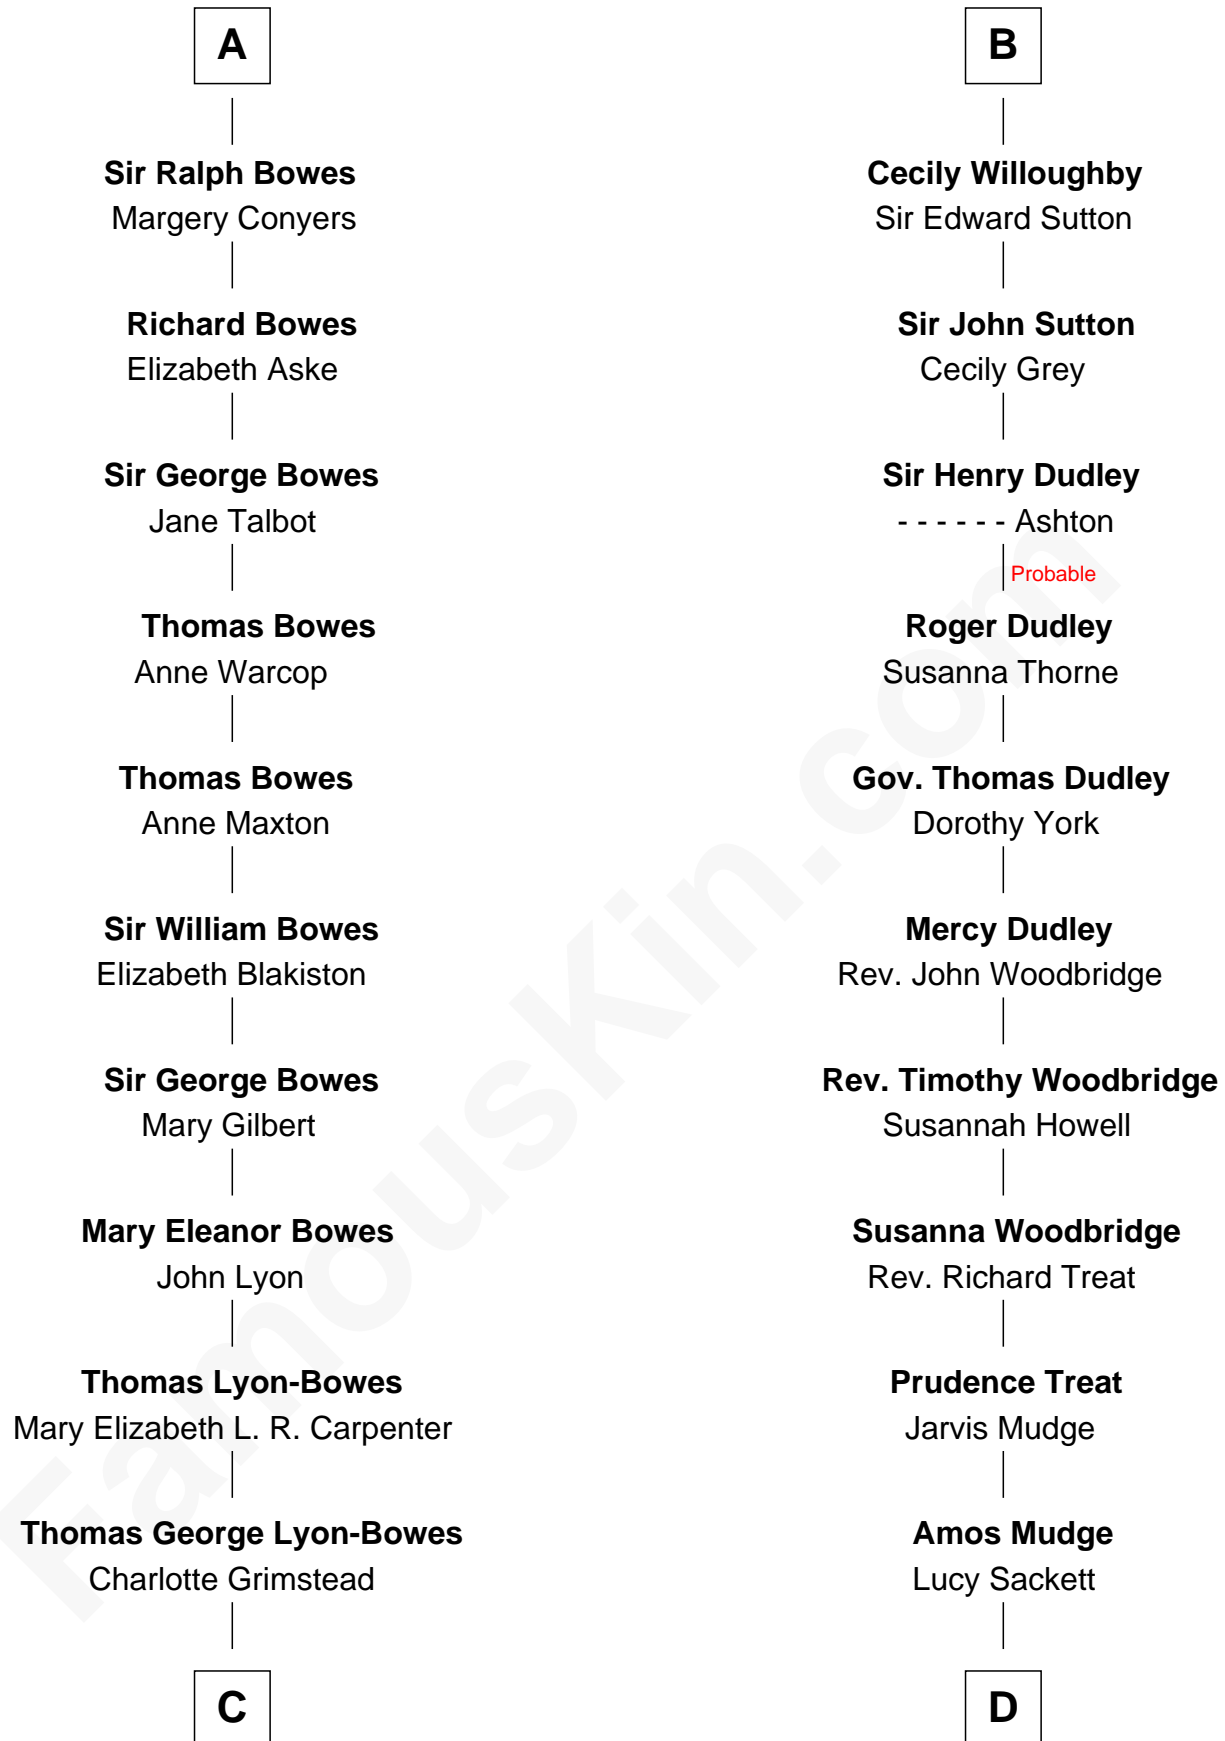 A
Sir Ralph Bowes
Margery Conyers
Richard Bowes
Elizabeth Aske
Sir George Bowes
Jane Talbot
Thomas Bowes
Anne Warcop
Thomas Bowes
Anne Maxton
Sir William Bowes
Elizabeth Blakiston
Sir George Bowes
Mary Gilbert
Mary Eleanor Bowes
John Lyon
Thomas Lyon-Bowes
Mary Elizabeth L. R. Carpenter
Thomas George Lyon-Bowes
Charlotte Grimstead
C
B
Cecily Willoughby
Sir Edward Sutton
Sir John Sutton
Cecily Grey
Sir Henry Dudley
- - - - - - Ashton
Probable
Roger Dudley
Susanna Thorne
Gov. Thomas Dudley
Dorothy York
Mercy Dudley
Rev. John Woodbridge
Rev. Timothy Woodbridge
Susannah Howell
Susanna Woodbridge
Rev. Richard Treat
Prudence Treat
Jarvis Mudge
Amos Mudge
Lucy Sackett
D
FamousKin.com